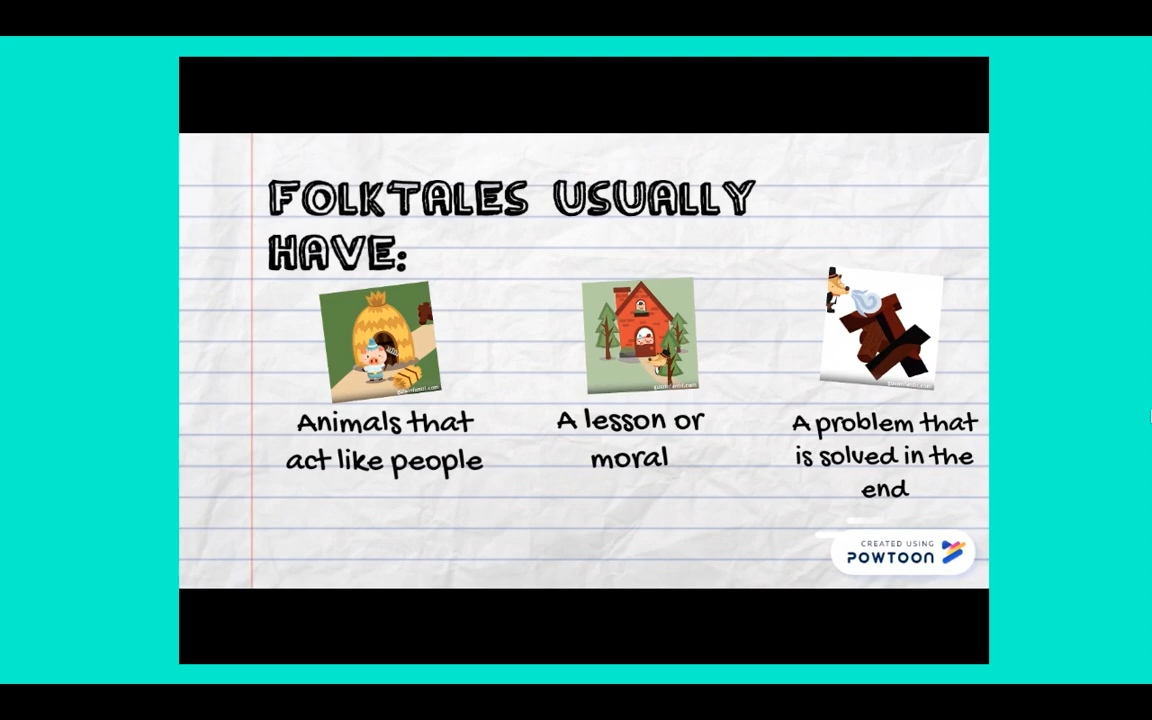 FOLKTALES USUALLY
HAVE:
Animals that
act like people
A lesson or
moral
A problem that
is solved in the
end
CREATED USING
POWTOON